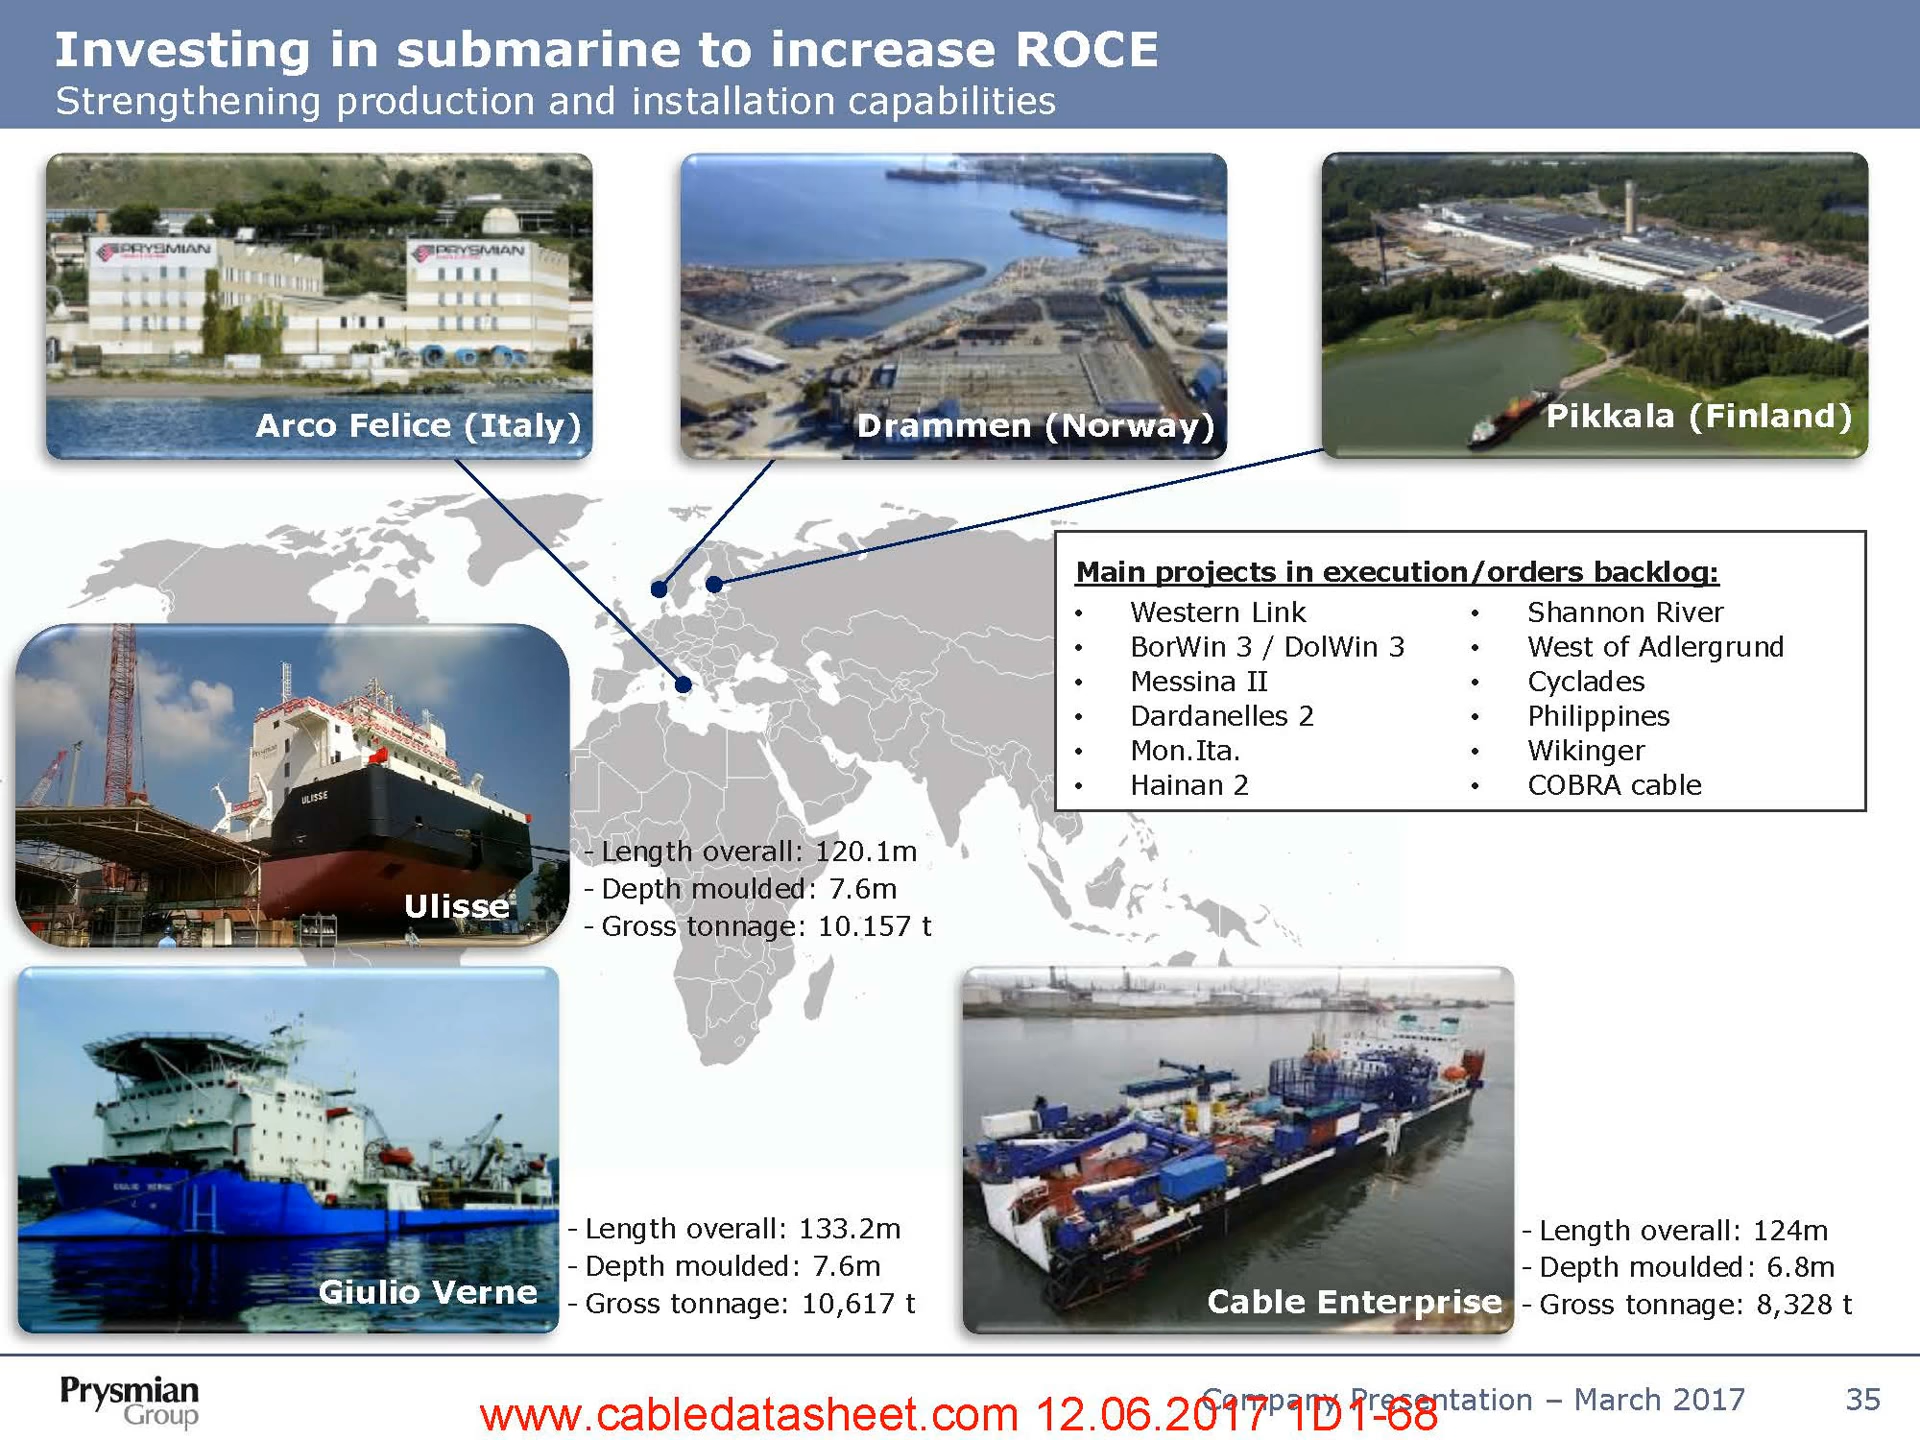 Investing in submarine to increase ROCE
Strengthening production and installation capabilities
PRYSMIAN
PRYSMIAN
Arco Felice (Italy)
Drammen (Norway)
Pikkala (Finland)
Main projects in execution/orders backlog:
• Western Link
• BorWin 3 / DolWin 3
• Messina II
• Dardanelles 2
• Mon.Ita.
• Hainan 2
• Shannon River
• West of Adlergrund
• Cyclades
• Philippines
• Wikinger
• COBRA cable
Prysmian
ULISSE
Ulisse
- Length overall: 120.1m
- Depth moulded: 7.6m
- Gross tonnage: 10.157 t
GIULIO VERNE
Giulio Verne
- Length overall: 133.2m
- Depth moulded: 7.6m
- Gross tonnage: 10,617 t
Cable Enterprise
- Length overall: 124m
- Depth moulded: 6.8m
- Gross tonnage: 8,328 t
Prysmian
Group
Company Presentation – March 2017
35
www.cabledatasheet.com 12.06.2017 1D1-68